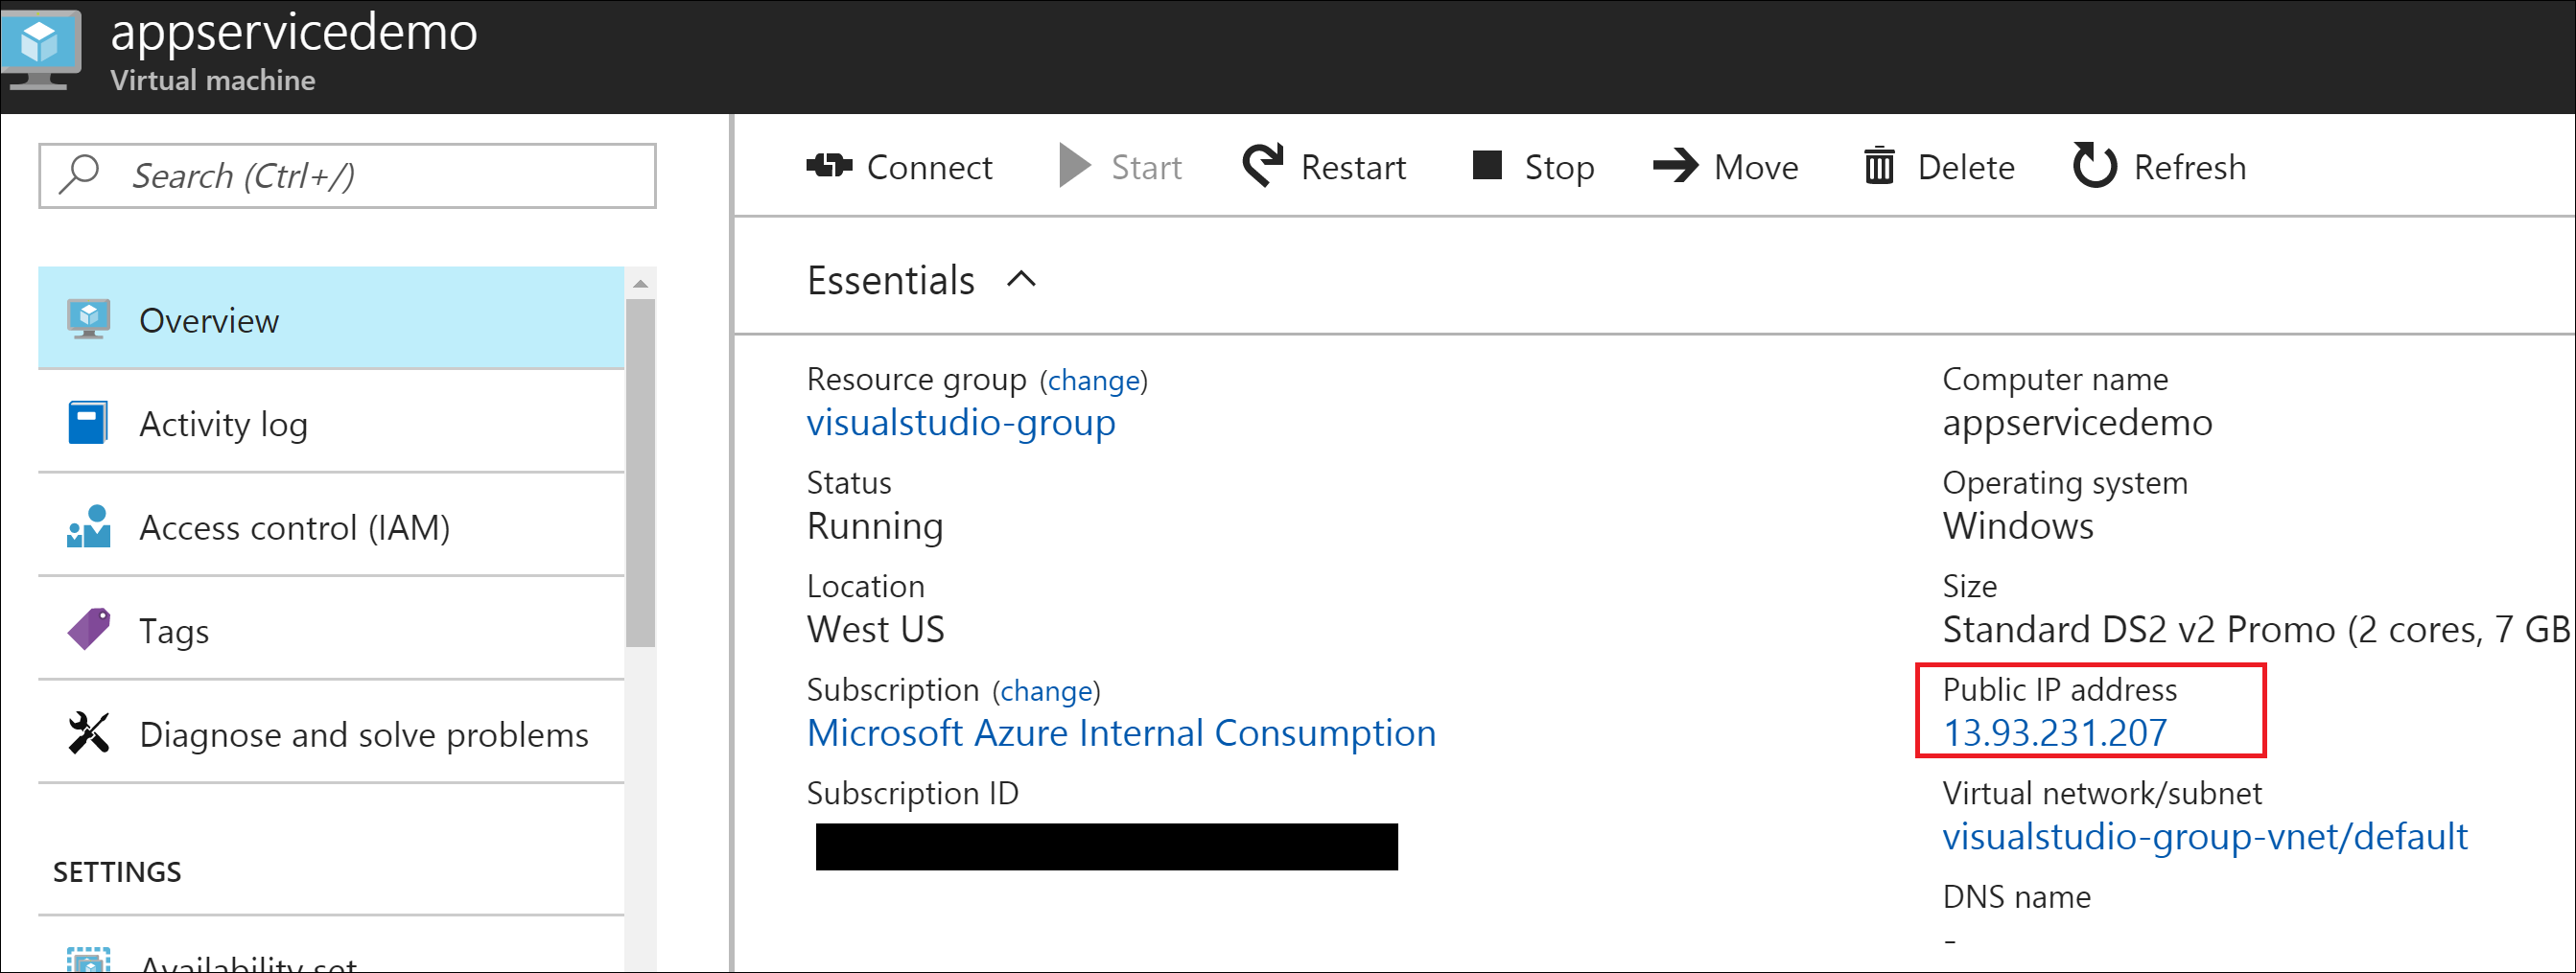 appservicedemo
Virtual machine
Search (Ctrl+/)
Overview
Activity log
Access control (IAM)
Tags
Diagnose and solve problems
SETTINGS
Availability set
Connect Start Restart Stop Move Delete Refresh
Essentials
Resource group (change)
visualstudio-group
Status
Running
Location
West US
Subscription (change)
Microsoft Azure Internal Consumption
Subscription ID
Computer name
appservicedemo
Operating system
Windows
Size
Standard DS2 v2 Promo (2 cores, 7 GB
Public IP address
13.93.231.207
Virtual network/subnet
visualstudio-group-vnet/default
DNS name
-